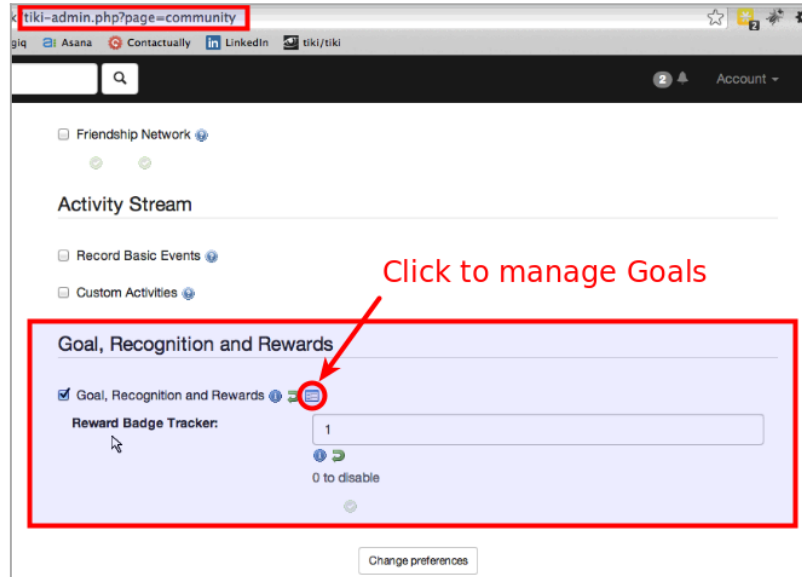 tiki-admin.php?page=community
giq Asana Contactually LinkedIn tiki/tiki
2 Account
Friendship Network
Activity Stream
Record Basic Events
Click to manage Goals
Custom Activities
Goal, Recognition and Rewards
Goal, Recognition and Rewards
Reward Badge Tracker:
1
0 to disable
Change preferences